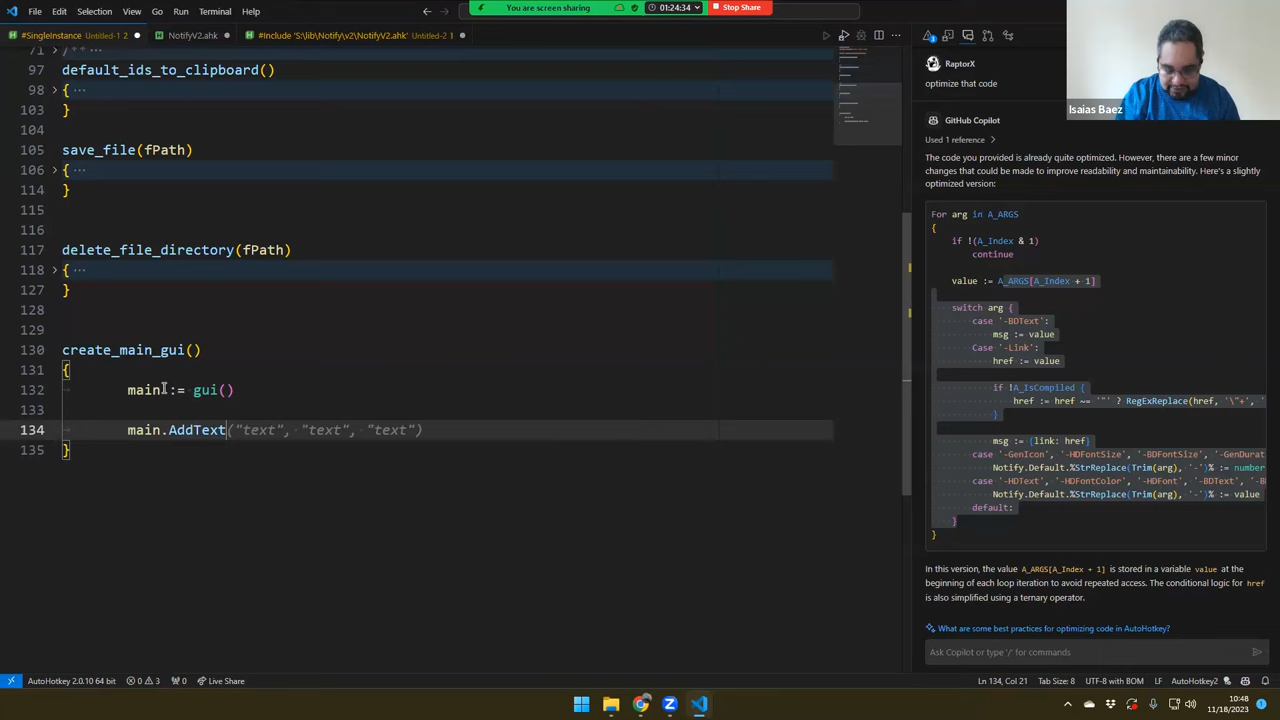 File Edit Selection View Go Run Terminal Help
You are screen sharing
01:24:34
Stop Share
#SingleInstance Untitled-1 2
NotifyV2.ahk
#Include 'S:\lib\Notify\v2\NotifyV2.ahk Untitled-2 1
71 /** ···
97 default_ids_to_clipboard()
98 { ···
103 }
104
105 save_file(fPath)
106 { ···
114 }
115
116
117 delete_file_directory(fPath)
118 { ···
127 }
128
129
130 create_main_gui()
131 {
132 main := gui()
133
134 main.AddText("text", "text", "text")
135 }
3
RaptorX
optimize that code
Isaias Baez
GitHub Copilot
Used 1 reference >
The code you provided is already quite optimized. However, there are a few minor
changes that could be made to improve readability and maintainability. Here's a slightly
optimized version:
For arg in A_ARGS
{
if !(A_Index & 1)
continue
value := A_ARGS[A_Index + 1]
switch arg {
case '-BDText':
msg := value
Case '-Link':
href := value
if !A_IsCompiled {
href := href ~= '"' ? RegExReplace(href, '\"+', '
}
msg := {link: href}
case '-GenIcon', '-HDFontSize', '-BDFontSize', '-GenDurat
Notify.Default.%StrReplace(Trim(arg), '-')% := number
case '-HDText', '-HDFontColor', '-HDFont', '-BDText', '-B
Notify.Default.%StrReplace(Trim(arg), '-')% := value
default:
}
}
In this version, the value A_ARGS[A_Index + 1] is stored in a variable value at the
beginning of each loop iteration to avoid repeated access. The conditional logic for href
is also simplified using a ternary operator.
What are some best practices for optimizing code in AutoHotkey?
Ask Copilot or type '/' for commands
AutoHotkey 2.0.10 64 bit
0 3
0
Live Share
Ln 134, Col 21
Tab Size: 8
UTF-8 with BOM
AutoHotkey2
10:48
11/18/2023